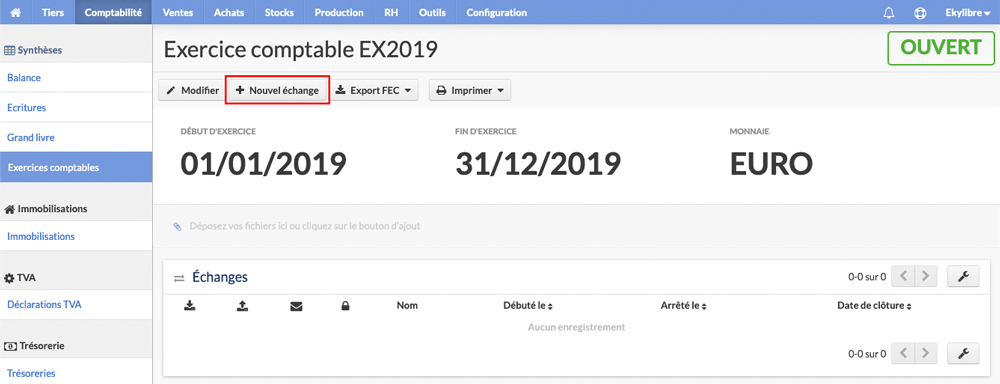 Tiers Comptabilité Ventes Achats Stocks Production RH Outils Configuration Ekylibre
Synthèses
Balance
Ecritures
Grand livre
Exercices comptables
Immobilisations
Immobilisations
TVA
Déclarations TVA
Trésorerie
Trésoreries
Exercice comptable EX2019
OUVERT
Modifier Nouvel échange Export FEC Imprimer
DÉBUT D'EXERCICE FIN D'EXERCICE MONNAIE
01/01/2019 31/12/2019 EURO
Déposez vos fichiers ici ou cliquez sur le bouton d'ajout
Échanges 0-0 sur 0
Nom Débuté le Arrêté le Date de clôture
Aucun enregistrement
0-0 sur 0